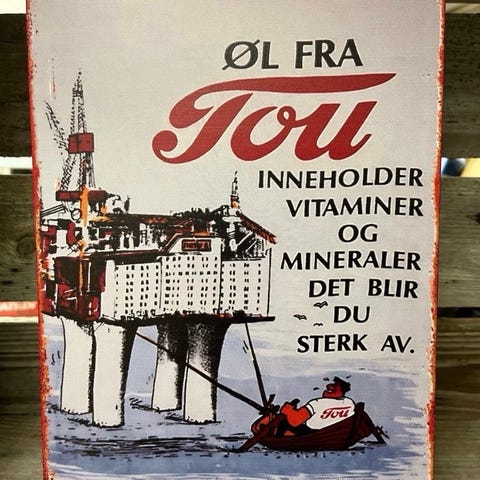 ØL FRA
Tou
INNEHOLDER
VITAMINER
OG
MINERALER
DET BLIR
DU
STERK AV.
Tou